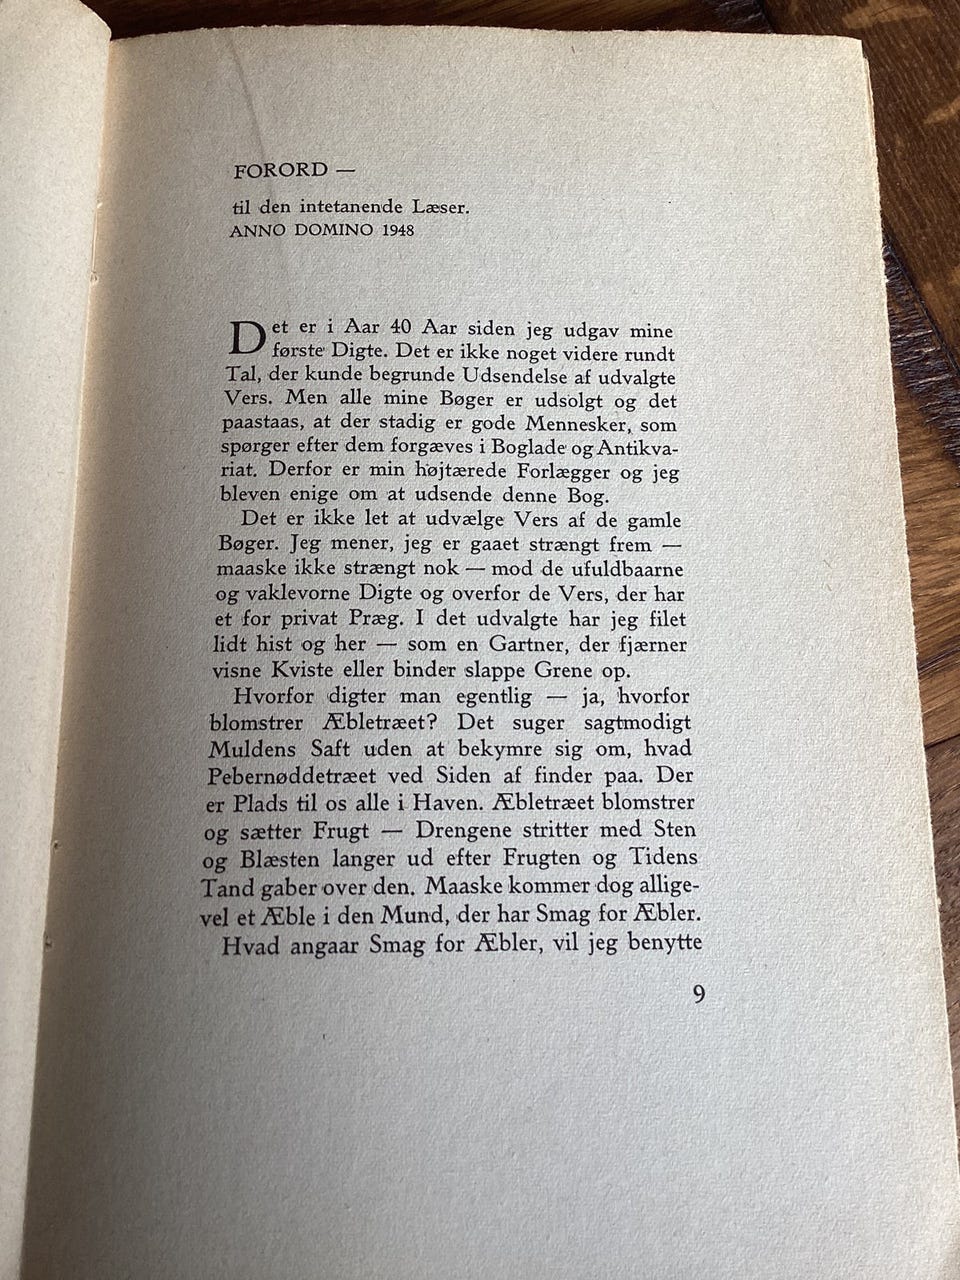 FORORD —
til den intetanende Læser.
ANNO DOMINO 1948
Det er i Aar 40 Aar siden jeg udgav mine
første Digte. Det er ikke noget videre rundt
Tal, der kunde begrunde Udsendelse af udvalgte
Vers. Men alle mine Bøger er udsolgt og det
paastaas, at der stadig er gode Mennesker, som
spørger efter dem forgæves i Boglade og Antikva-
riat. Derfor er min højtærede Forlægger og jeg
bleven enige om at udsende denne Bog.
Det er ikke let at udvælge Vers af de gamle
Bøger. Jeg mener, jeg er gaaet strængt frem —
maaske ikke strængt nok — mod de ufuldbaarne
og vaklevorne Digte og overfor de Vers, der har
et for privat Præg. I det udvalgte har jeg filet
lidt hist og her — som en Gartner, der fjærner
visne Kviste eller binder slappe Grene op.
Hvorfor digter man egentlig — ja, hvorfor
blomstrer Æbletræet? Det suger sagtmodigt
Muldens Saft uden at bekymre sig om, hvad
Pebernøddetræet ved Siden af finder paa. Der
er Plads til os alle i Haven. Æbletræet blomstrer
og sætter Frugt — Drengene stritter med Sten
og Blæsten langer ud efter Frugten og Tidens
Tand gaber over den. Maaske kommer dog allige-
vel et Æble i den Mund, der har Smag for Æbler.
Hvad angaar Smag for Æbler, vil jeg benytte
9